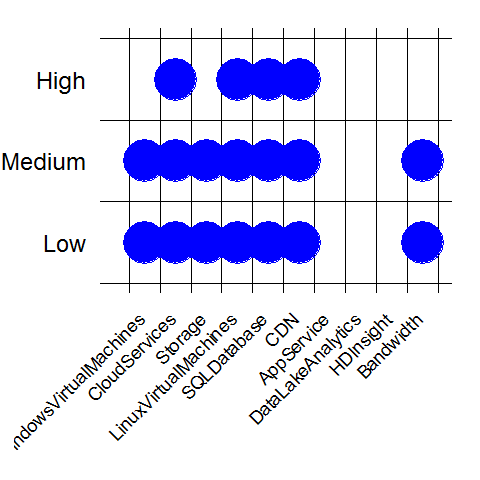 High
Medium
Low
ndowsVirtualMachines
CloudServices
Storage
LinuxVirtualMachines
SQLDatabase
CDN
AppService
DataLakeAnalytics
HDInsight
Bandwidth